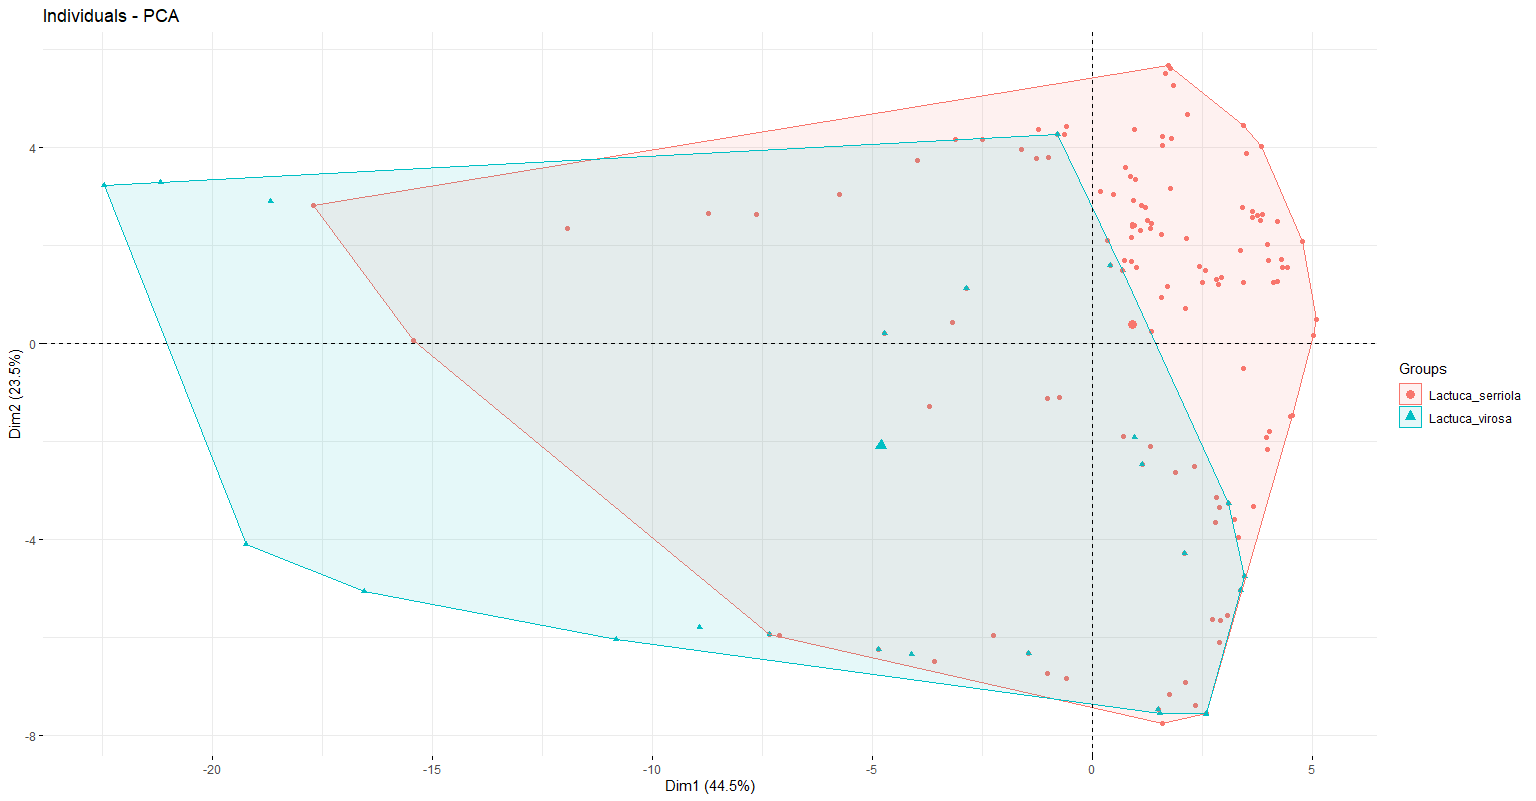 Individuals - PCA
4
0
-4
-8
Dim2 (23.5%)
-20
-15
-10
-5
0
5
Dim1 (44.5%)
Groups
Lactuca_serriola
Lactuca_virosa